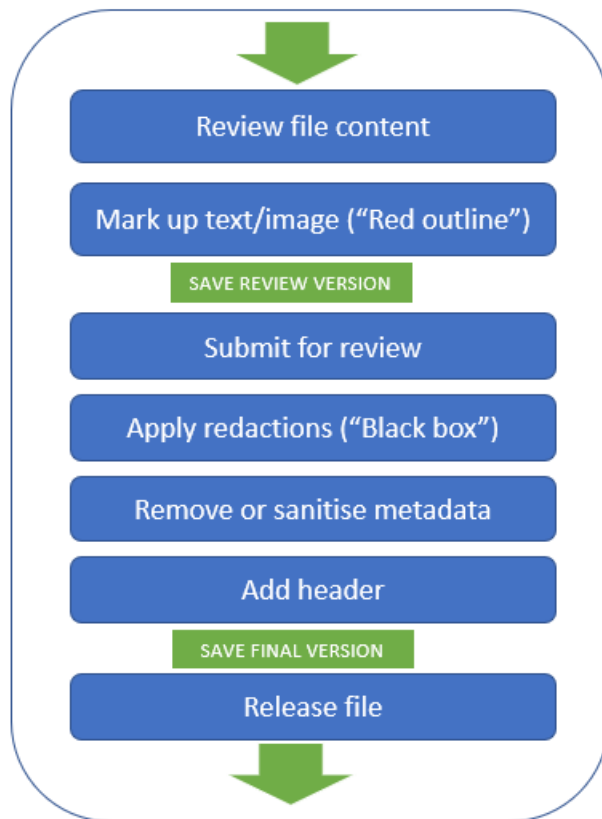 Review file content
Mark up text/image (“Red outline”)
SAVE REVIEW VERSION
Submit for review
Apply redactions (“Black box”)
Remove or sanitise metadata
Add header
SAVE FINAL VERSION
Release file